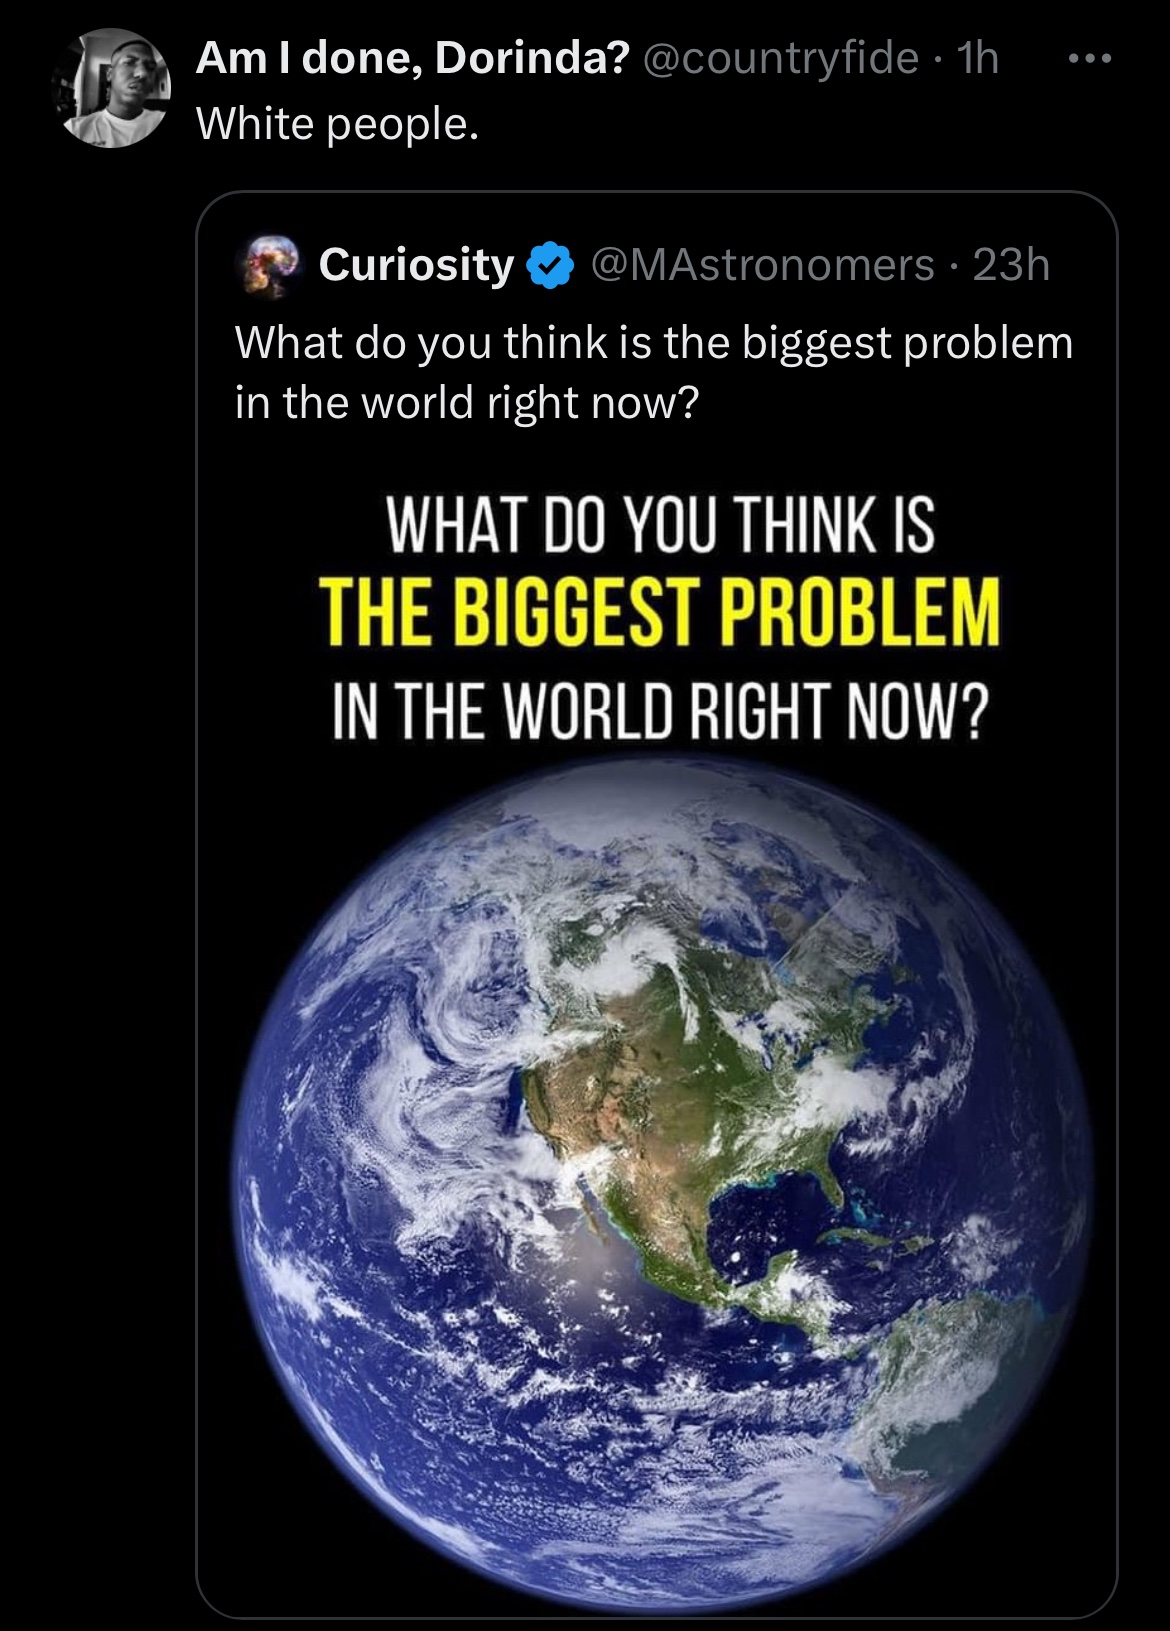 Am I done, Dorinda? @countryfide · 1h
White people.
Curiosity @MAstronomers · 23h
What do you think is the biggest problem
in the world right now?
WHAT DO YOU THINK IS
THE BIGGEST PROBLEM
IN THE WORLD RIGHT NOW?